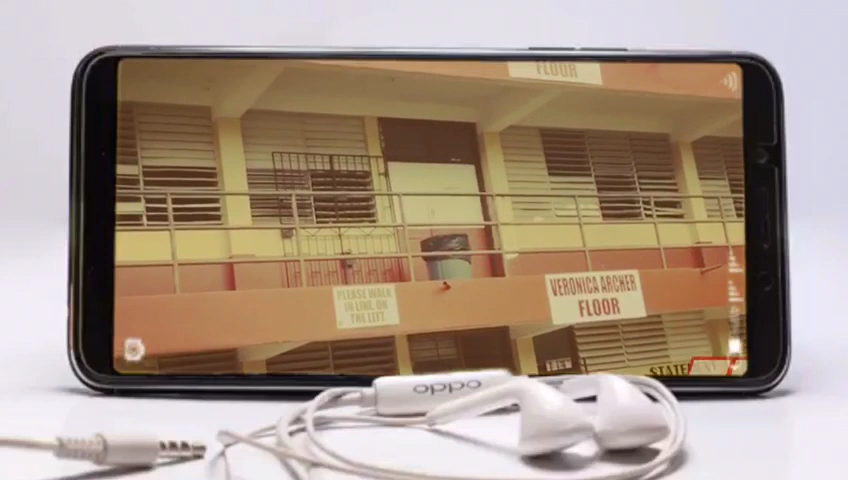 FLOOR
PLEASE WALK
IN LINE, ON
THE LEFT.
VERONICA ARCHER
FLOOR
STATE
oppo